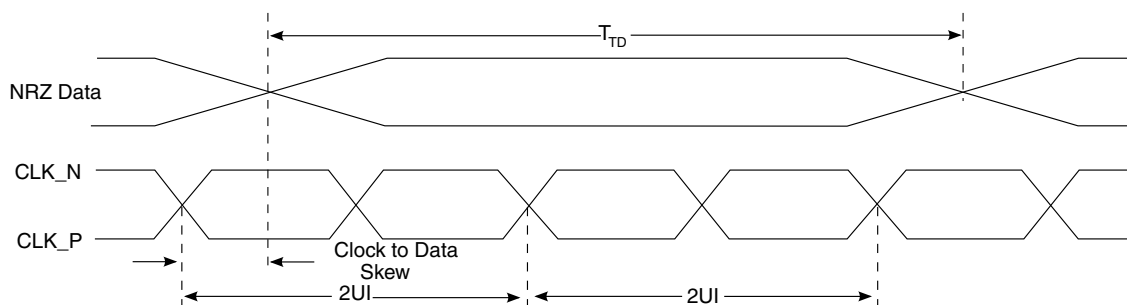 T_TD
NRZ Data
CLK_N
CLK_P
Clock to Data
Skew
2UI
2UI